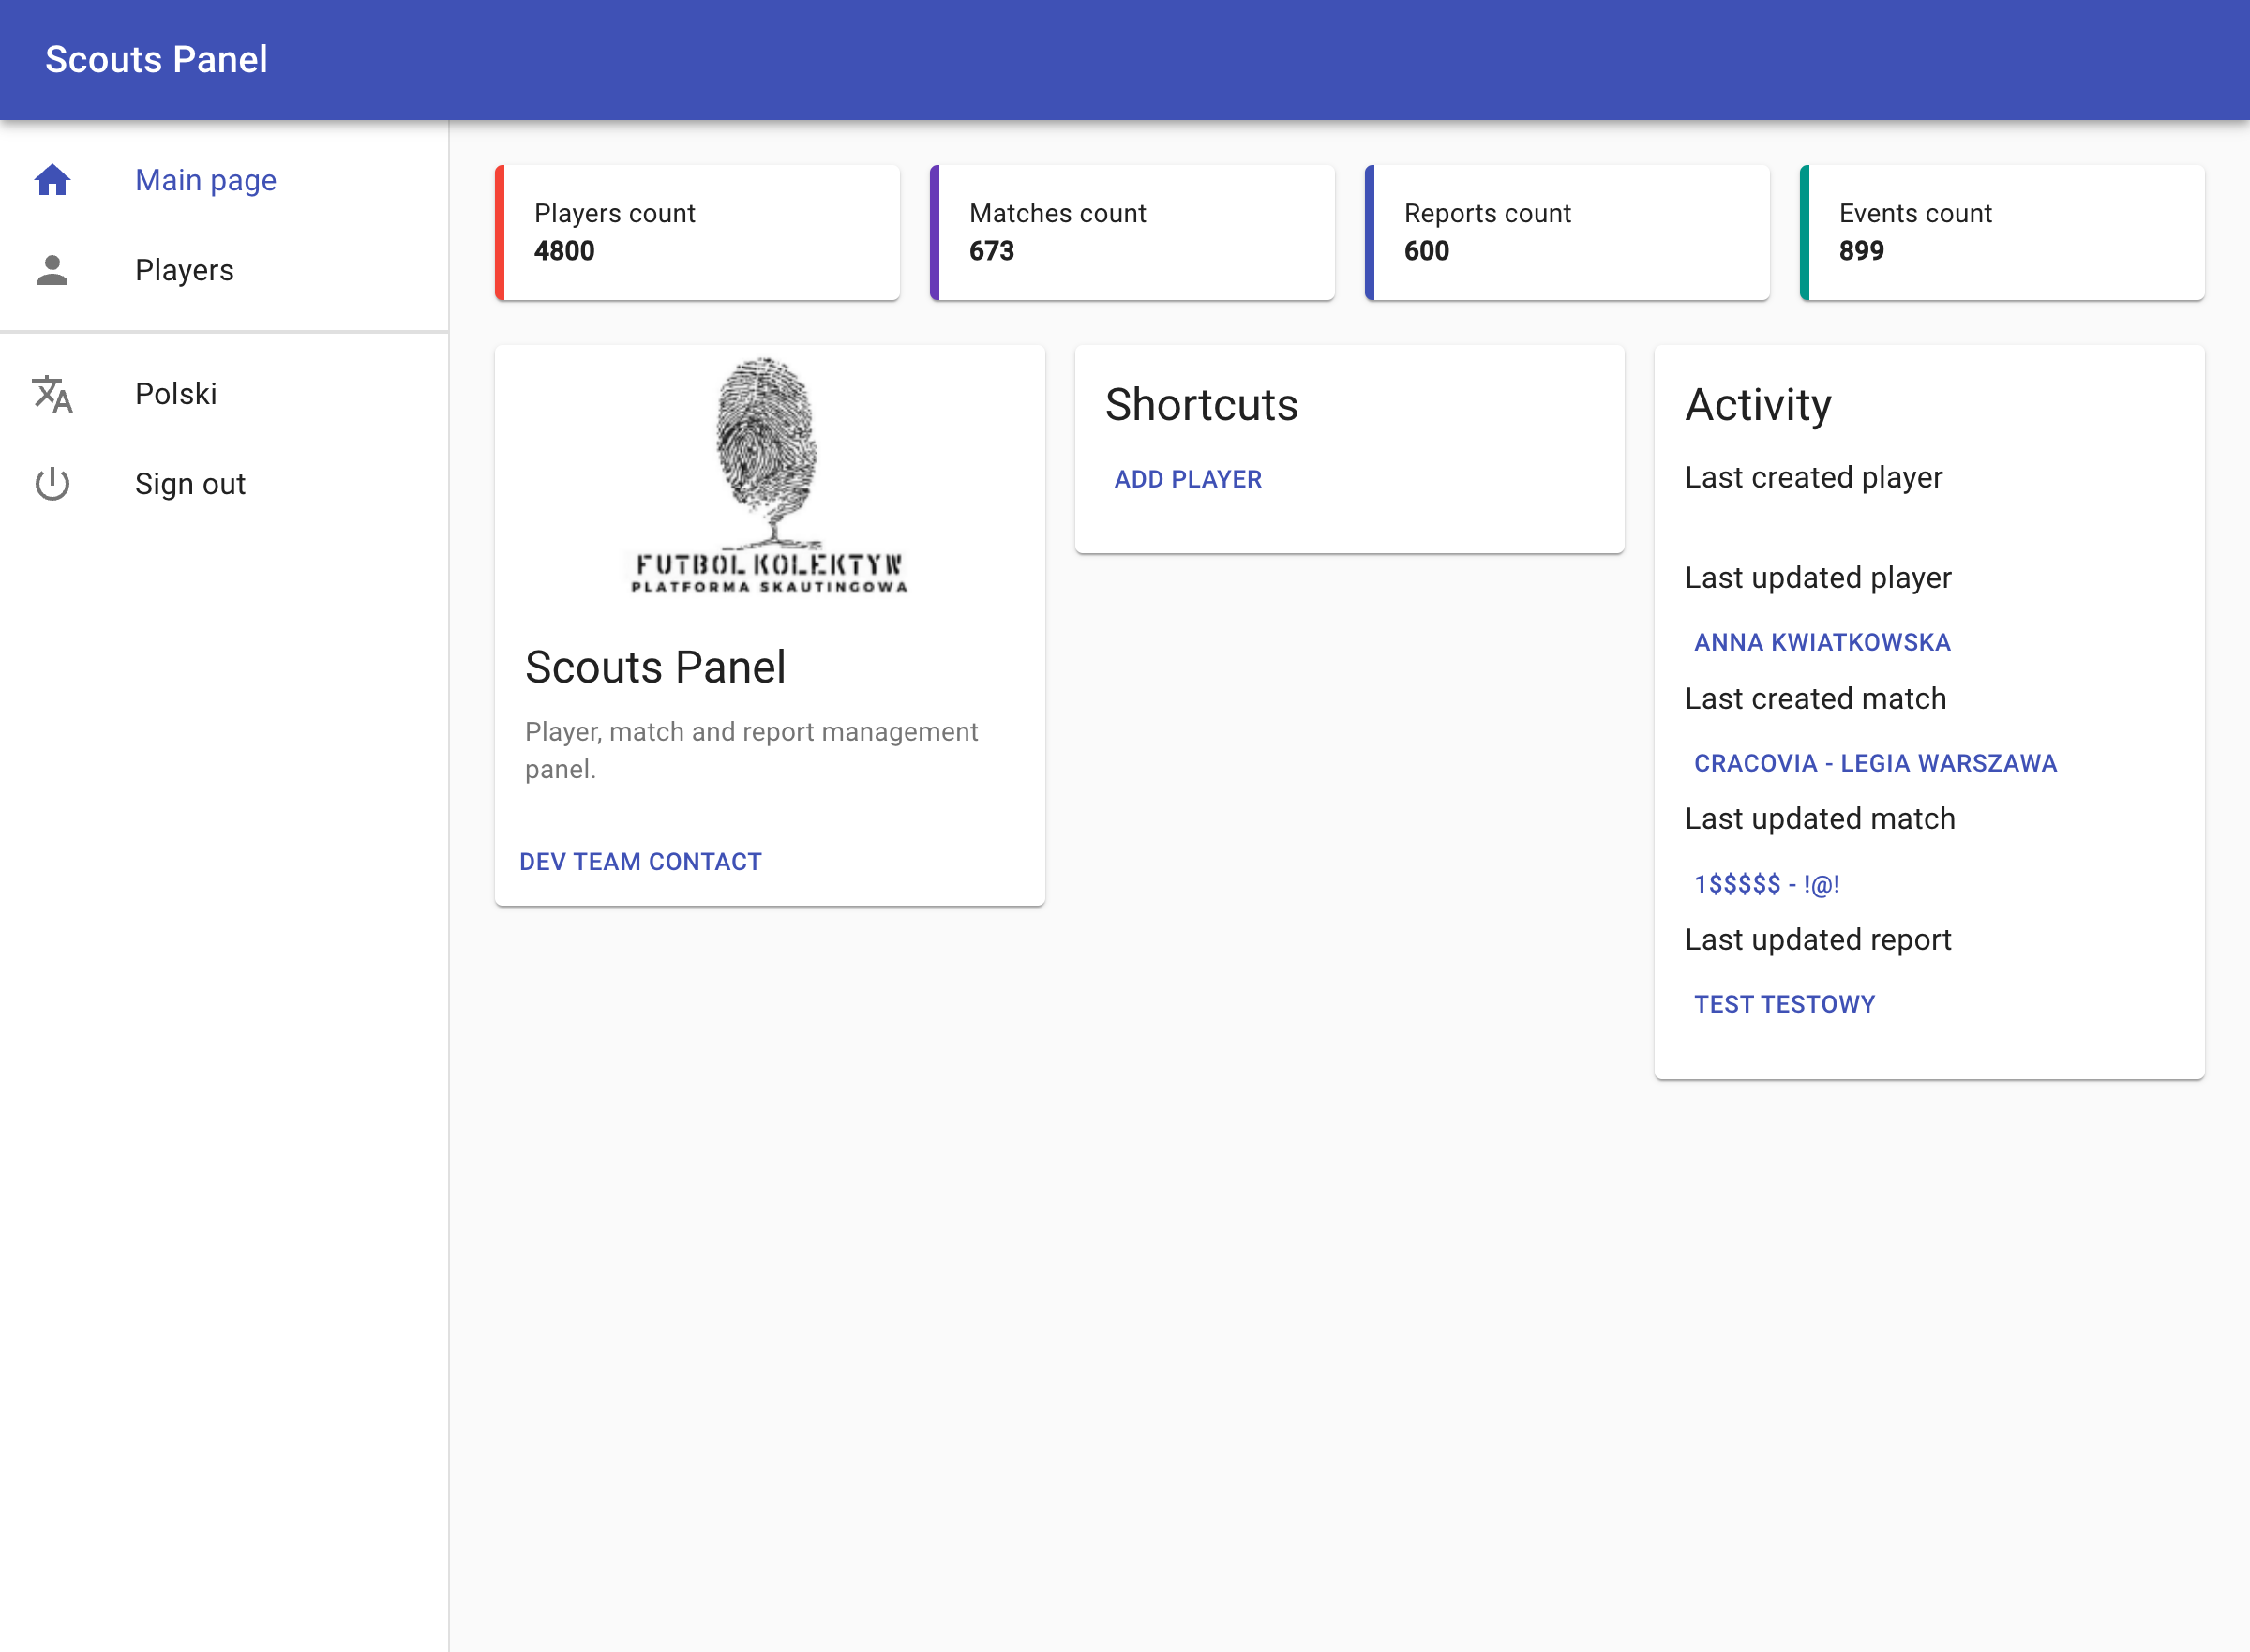 Scouts Panel
Main page
Players
Polski
Sign out
Players count
4800
Matches count
673
Reports count
600
Events count
899
FUTBOL KOLEKTYW
PLATFORMA SKAUTINGOWA
Scouts Panel
Player, match and report management
panel.
DEV TEAM CONTACT
Shortcuts
ADD PLAYER
Activity
Last created player
Last updated player
ANNA KWIATKOWSKA
Last created match
CRACOVIA - LEGIA WARSZAWA
Last updated match
1$$$$$ - !@!
Last updated report
TEST TESTOWY